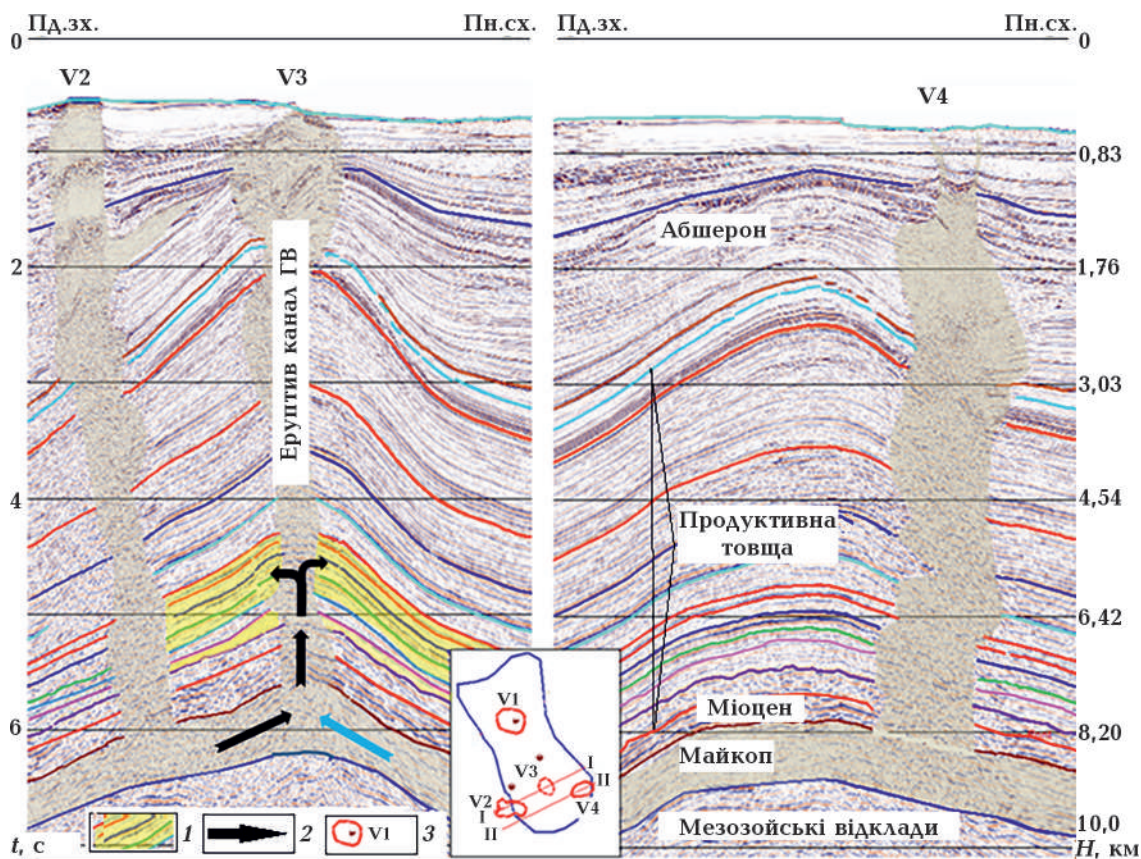 Пд.зх.
Пн.сх.
Пд.зх.
Пн.сх.
0
0
V2
V3
V4
0,83
Абшерон
2
1,76
Еруптив канал ГВ
3,03
4
4,54
Продуктивна
товща
6,42
Міоцен
6
8,20
Майкоп
V1
V3
I
II
V2
I
II
V4
Мезозойські відклади
10,0
t, с
1
2
V1
3
H, км